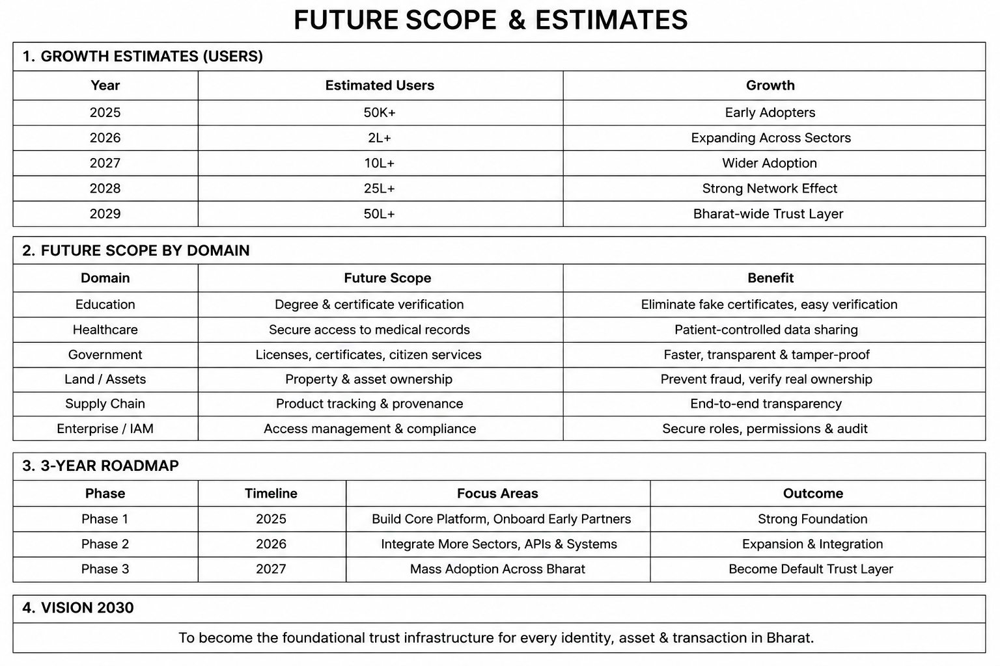 FUTURE SCOPE & ESTIMATES
1. GROWTH ESTIMATES (USERS)
Year Estimated Users Growth
2025 50K+ Early Adopters
2026 2L+ Expanding Across Sectors
2027 10L+ Wider Adoption
2028 25L+ Strong Network Effect
2029 50L+ Bharat-wide Trust Layer
2. FUTURE SCOPE BY DOMAIN
Domain Future Scope Benefit
Education Degree & certificate verification Eliminate fake certificates, easy verification
Healthcare Secure access to medical records Patient-controlled data sharing
Government Licenses, certificates, citizen services Faster, transparent & tamper-proof
Land / Assets Property & asset ownership Prevent fraud, verify real ownership
Supply Chain Product tracking & provenance End-to-end transparency
Enterprise / IAM Access management & compliance Secure roles, permissions & audit
3. 3-YEAR ROADMAP
Phase Timeline Focus Areas Outcome
Phase 1 2025 Build Core Platform, Onboard Early Partners Strong Foundation
Phase 2 2026 Integrate More Sectors, APIs & Systems Expansion & Integration
Phase 3 2027 Mass Adoption Across Bharat Become Default Trust Layer
4. VISION 2030
To become the foundational trust infrastructure for every identity, asset & transaction in Bharat.